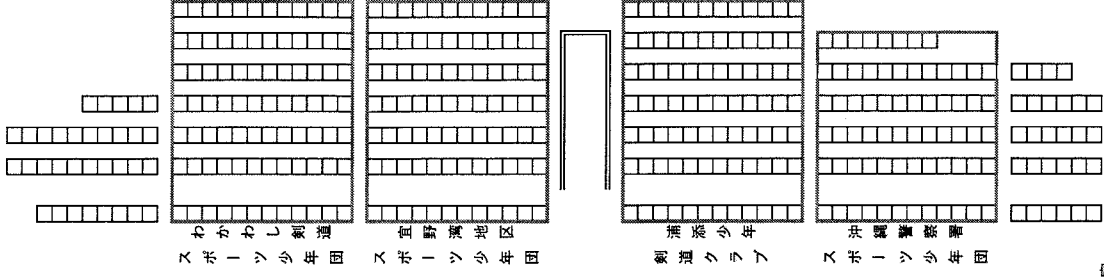 わかわし剣道
スポーツ少年団
宜野湾地区
スポーツ少年団
浦添少年
剣道クラブ
沖縄警察署
スポーツ少年団